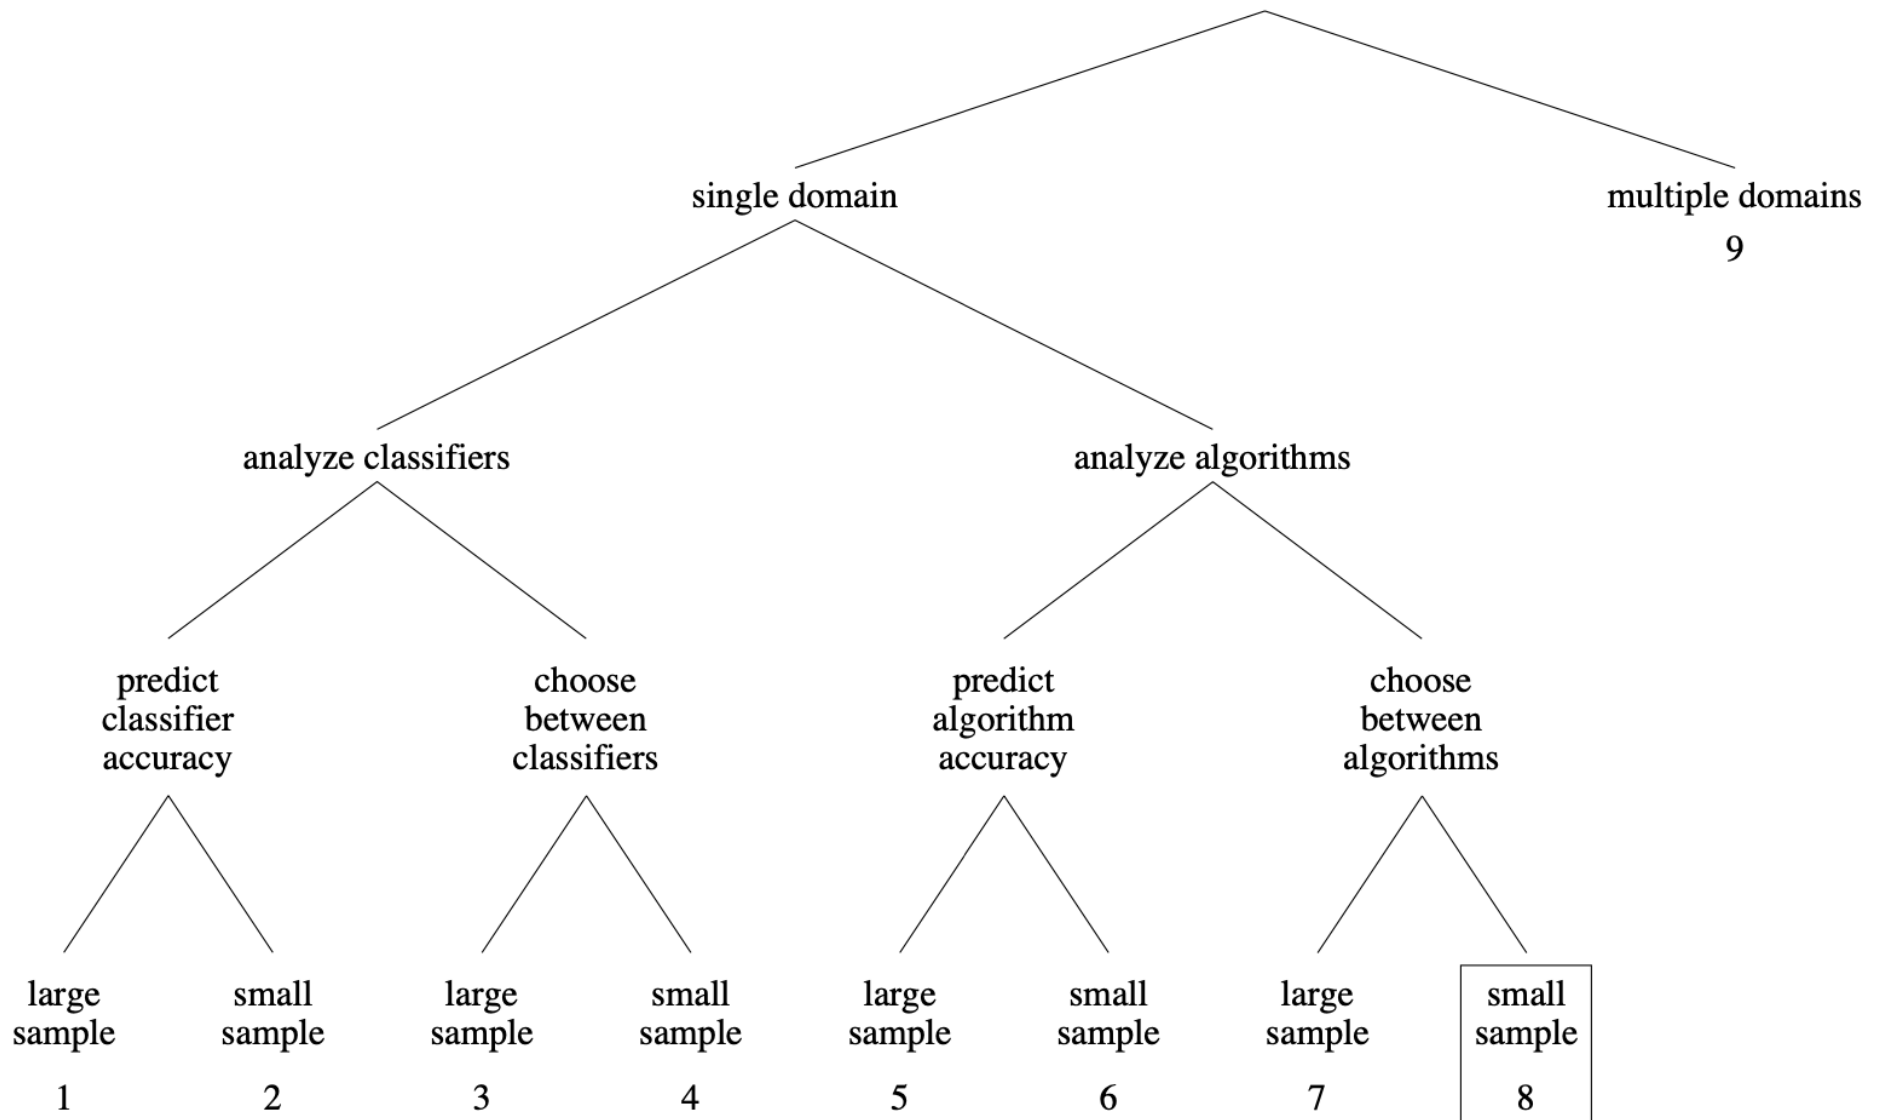 single domain
multiple domains
9
analyze classifiers
analyze algorithms
predict
classifier
accuracy
choose
between
classifiers
predict
algorithm
accuracy
choose
between
algorithms
large
sample
1
small
sample
2
large
sample
3
small
sample
4
large
sample
5
small
sample
6
large
sample
7
small
sample
8